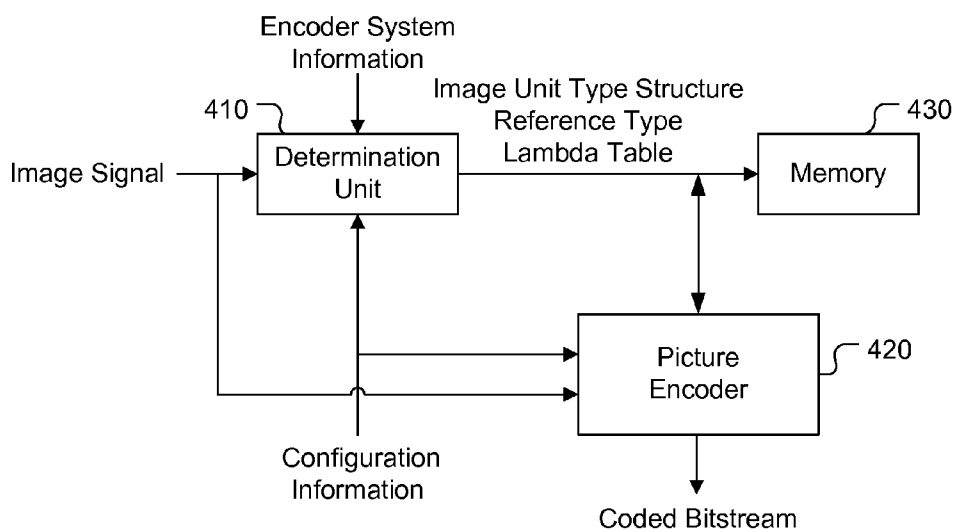 Encoder System
Information
Image Unit Type Structure
Reference Type
Lambda Table
410
430
Image Signal
Determination
Unit
Memory
Picture
Encoder
420
Configuration
Information
Coded Bitstream